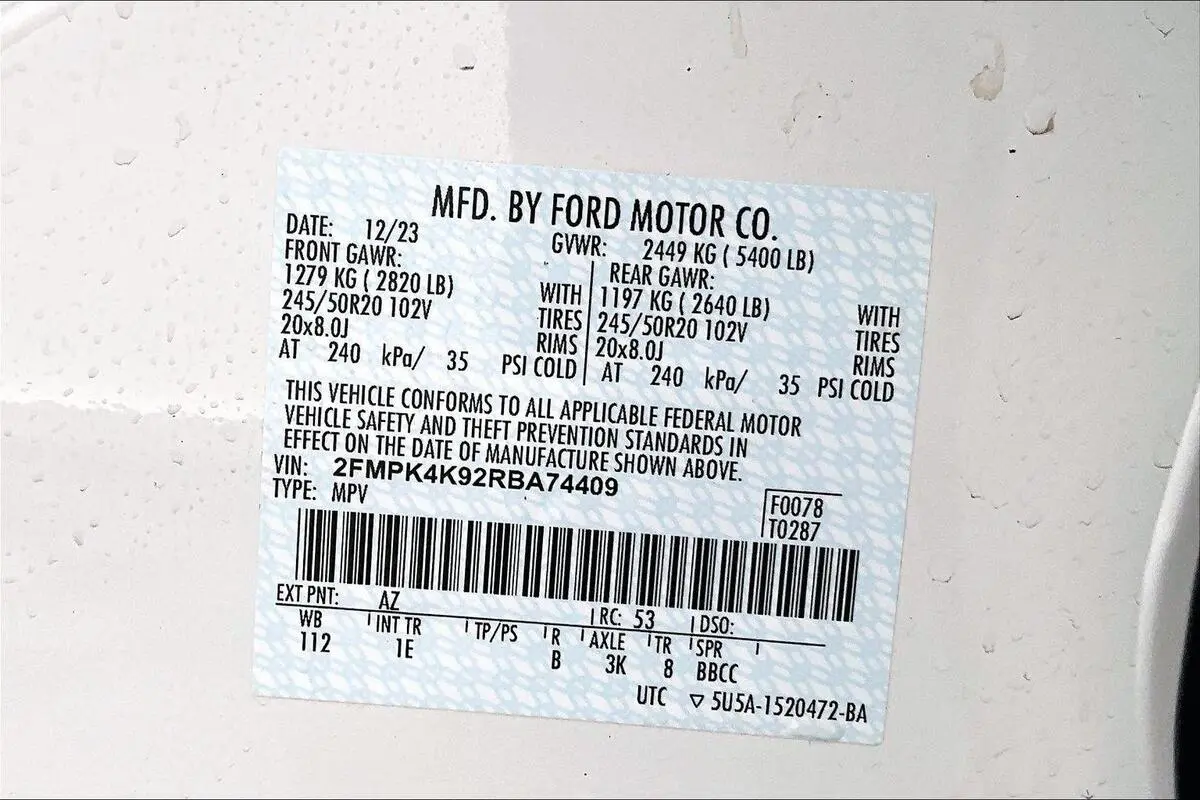 MFD. BY FORD MOTOR CO.
DATE: 12/23 GVWR: 2449 KG ( 5400 LB)
FRONT GAWR: REAR GAWR:
1279 KG ( 2820 LB) WITH 1197 KG ( 2640 LB) WITH
245/50R20 102V TIRES 245/50R20 102V TIRES
20x8.0J RIMS 20x8.0J RIMS
AT 240 kPa/ 35 PSI COLD AT 240 kPa/ 35 PSI COLD
THIS VEHICLE CONFORMS TO ALL APPLICABLE FEDERAL MOTOR
VEHICLE SAFETY AND THEFT PREVENTION STANDARDS IN
EFFECT ON THE DATE OF MANUFACTURE SHOWN ABOVE.
VIN: 2FMPK4K92RBA74409
TYPE: MPV F0078
T0287
EXT PNT: AZ RC: 53 DSO:
WB INT TR TP/PS R AXLE TR SPR
112 1E B 3K 8 BBCC
UTC ▽ 5U5A-1520472-BA